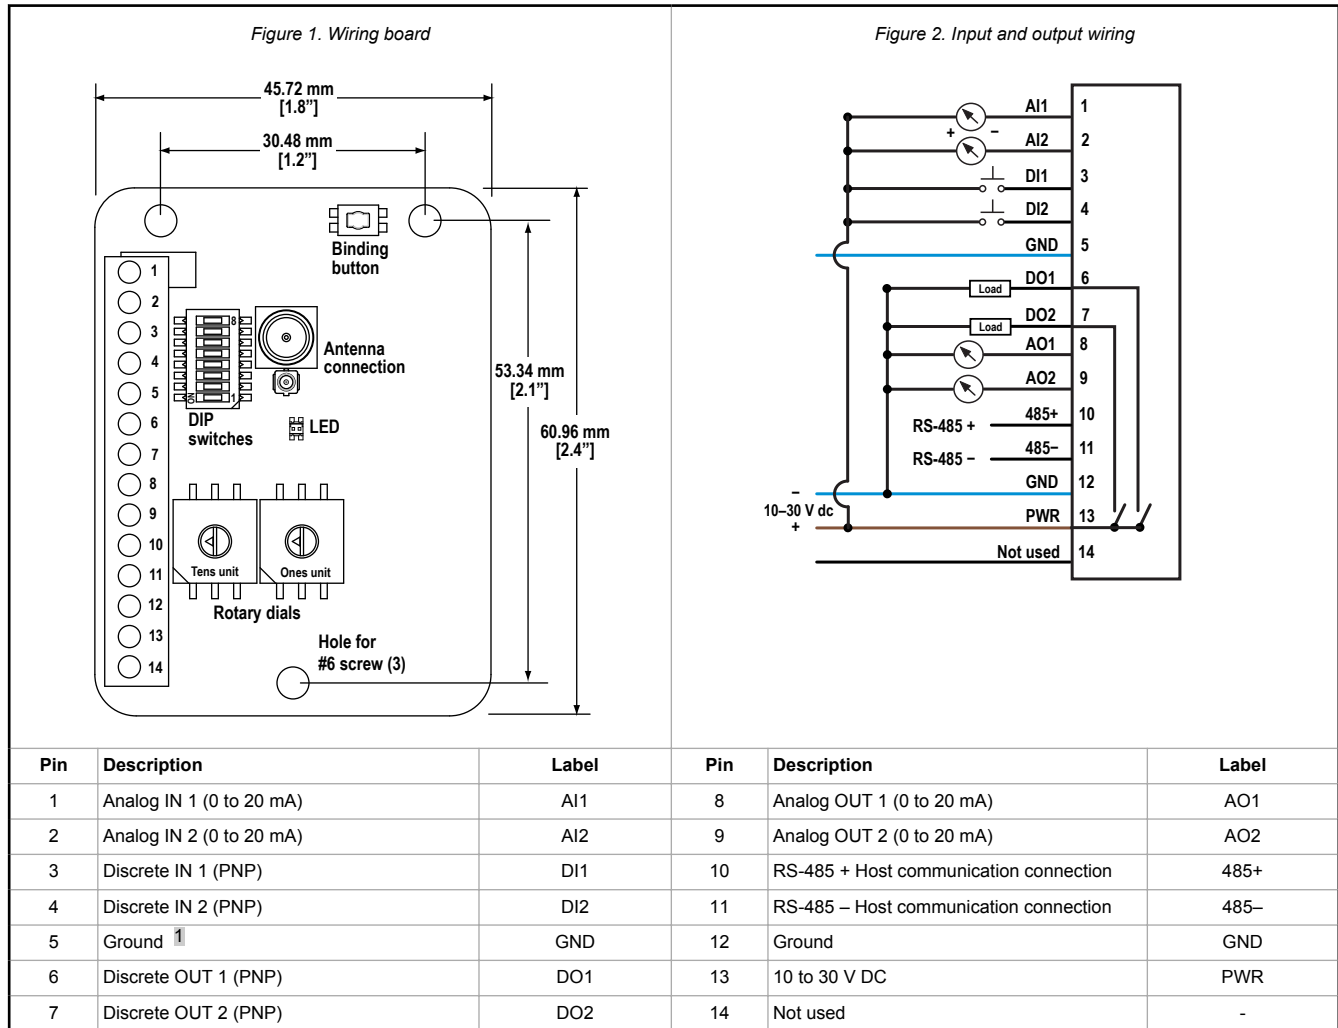 Figure 1. Wiring board
45.72 mm
[1.8”]
30.48 mm
[1.2”]
Binding
button
1
2
3
4
5
6
7
8
9
10
11
12
13
14
8
ON
1
DIP
switches
Antenna
connection
LED
53.34 mm
[2.1”]
60.96 mm
[2.4”]
Tens unit
Ones unit
Rotary dials
Hole for
#6 screw (3)
Figure 2. Input and output wiring
AI1 1
+ –
AI2 2
DI1 3
DI2 4
GND 5
Load DO1 6
Load DO2 7
AO1 8
AO2 9
RS-485 + 485+ 10
RS-485 – 485– 11
GND 12
–
10–30 V dc
+
PWR 13
Not used 14
Pin Description Label Pin Description Label
1 Analog IN 1 (0 to 20 mA) AI1 8 Analog OUT 1 (0 to 20 mA) AO1
2 Analog IN 2 (0 to 20 mA) AI2 9 Analog OUT 2 (0 to 20 mA) AO2
3 Discrete IN 1 (PNP) DI1 10 RS-485 + Host communication connection 485+
4 Discrete IN 2 (PNP) DI2 11 RS-485 – Host communication connection 485–
5 Ground 1 GND 12 Ground GND
6 Discrete OUT 1 (PNP) DO1 13 10 to 30 V DC PWR
7 Discrete OUT 2 (PNP) DO2 14 Not used -